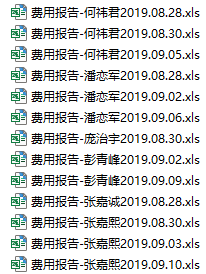 费用报告-何祎君2019.08.28.xls
费用报告-何祎君2019.08.30.xls
费用报告-何祎君2019.09.05.xls
费用报告-潘恋军2019.08.28.xls
费用报告-潘恋军2019.09.02.xls
费用报告-潘恋军2019.09.06.xls
费用报告-庞治宇2019.08.30.xls
费用报告-彭青峰2019.09.02.xls
费用报告-彭青峰2019.09.09.xls
费用报告-张嘉诚2019.08.28.xls
费用报告-张嘉熙2019.08.30.xls
费用报告-张嘉熙2019.09.03.xls
费用报告-张嘉熙2019.09.10.xls